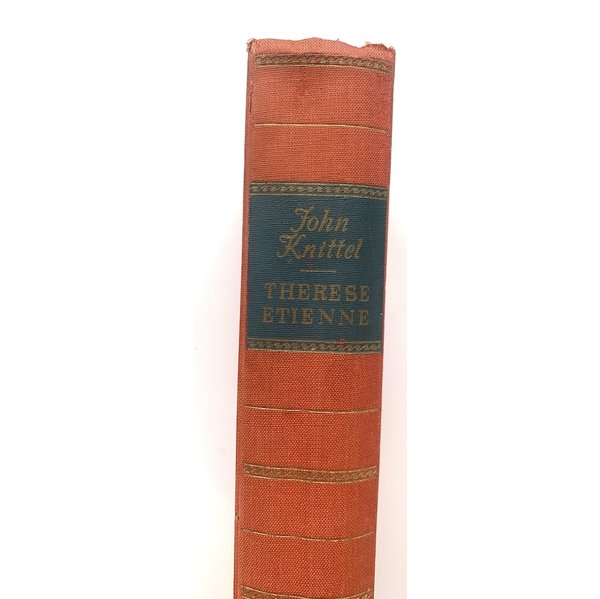 John
Knittel
THERESE
ETIENNE